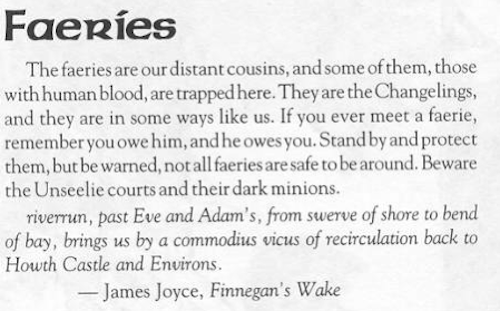 Faeries
The faeries are our distant cousins, and some of them, those
with human blood, are trapped here. They are the Changelings,
and they are in some ways like us. If you ever meet a faerie,
remember you owe him, and he owes you. Stand by and protect
them, but be warned, not all faeries are safe to be around. Beware
the Unseelie courts and their dark minions.
riverrun, past Eve and Adam's, from swerve of shore to bend
of bay, brings us by a commodius vicus of recirculation back to
Howth Castle and Environs.
— James Joyce, Finnegan's Wake